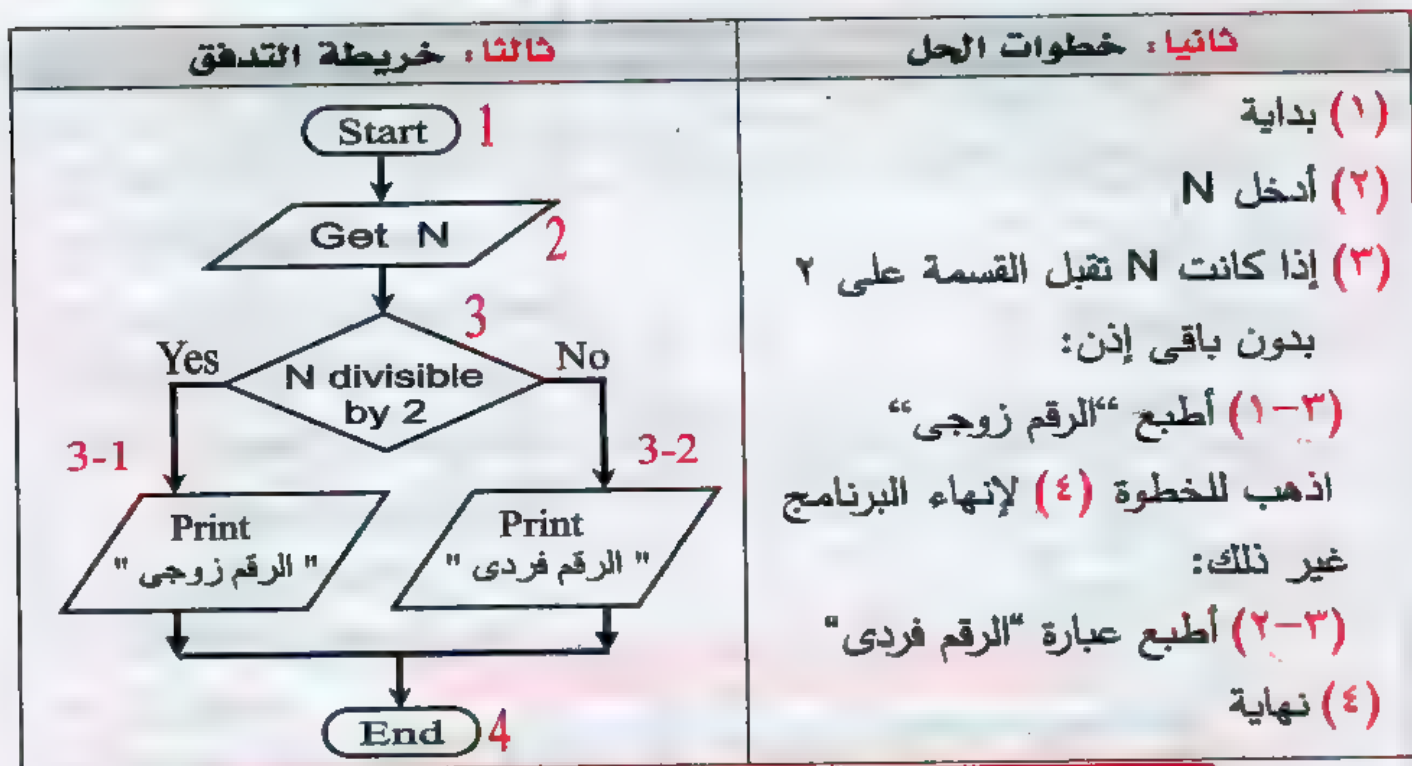 ثانيا: خطوات الحل
(١) بداية
(٢) أدخل N
(٣) إذا كانت N تقبل القسمة على ٢
بدون باقى إذن:
(٣-١) أطبع “الرقم زوجى“
اذهب للخطوة (٤) لإنهاء البرنامج
غير ذلك:
(٣-٢) أطبع عبارة "الرقم فردى"
(٤) نهاية
ثالثا: خريطة التدفق
Start 1
Get N 2
3
Yes
No
N divisible
by 2
3-1
3-2
Print
" الرقم زوجى "
Print
" الرقم فردى "
End 4